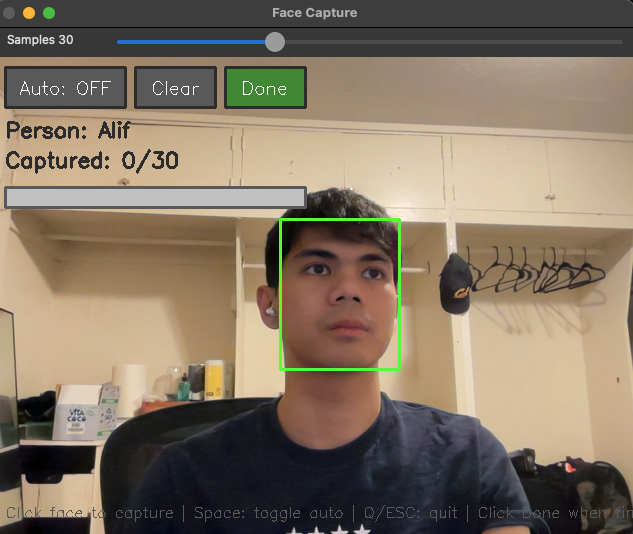 Face Capture
Samples 30
Auto: OFF Clear Done
Person: Alif
Captured: 0/30
VITA
COCO
Click face to capture | Space: toggle auto | Q/ESC: quit | Click Done when fin